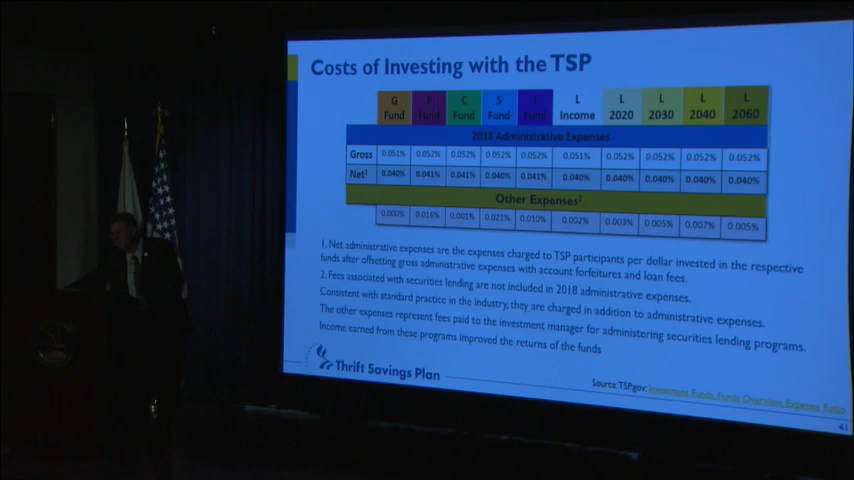 Costs of Investing with the TSP
G Fund F Fund C Fund S Fund I Fund L Income L 2020 L 2030 L 2040 L 2060
2018 Administrative Expenses
Gross 0.051% 0.052% 0.052% 0.052% 0.052% 0.051% 0.052% 0.052% 0.052% 0.052%
Net¹ 0.040% 0.041% 0.041% 0.040% 0.041% 0.040% 0.040% 0.040% 0.040% 0.040%
Other Expenses²
0.000% 0.016% 0.001% 0.021% 0.010% 0.002% 0.003% 0.005% 0.007% 0.005%
1. Net administrative expenses are the expenses charged to TSP participants per dollar invested in the respective
funds after offsetting gross administrative expenses with account forfeitures and loan fees.
2. Fees associated with securities lending are not included in 2018 administrative expenses.
Consistent with standard practice in the industry, they are charged in addition to administrative expenses.
The other expenses represent fees paid to the investment manager for administering securities lending programs.
Income earned from these programs improved the returns of the funds
Thrift Savings Plan
Source: TSP.gov: Investment Funds, Funds Overview, Expense Ratio
41